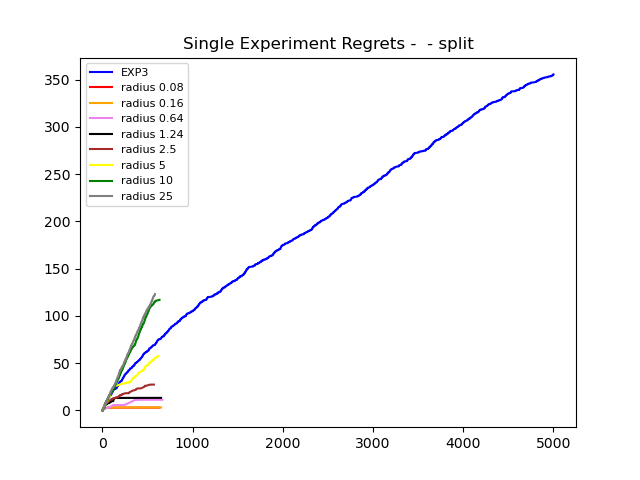 Single Experiment Regrets -  - split
EXP3
radius 0.08
radius 0.16
radius 0.64
radius 1.24
radius 2.5
radius 5
radius 10
radius 25
350
300
250
200
150
100
50
0
0 1000 2000 3000 4000 5000